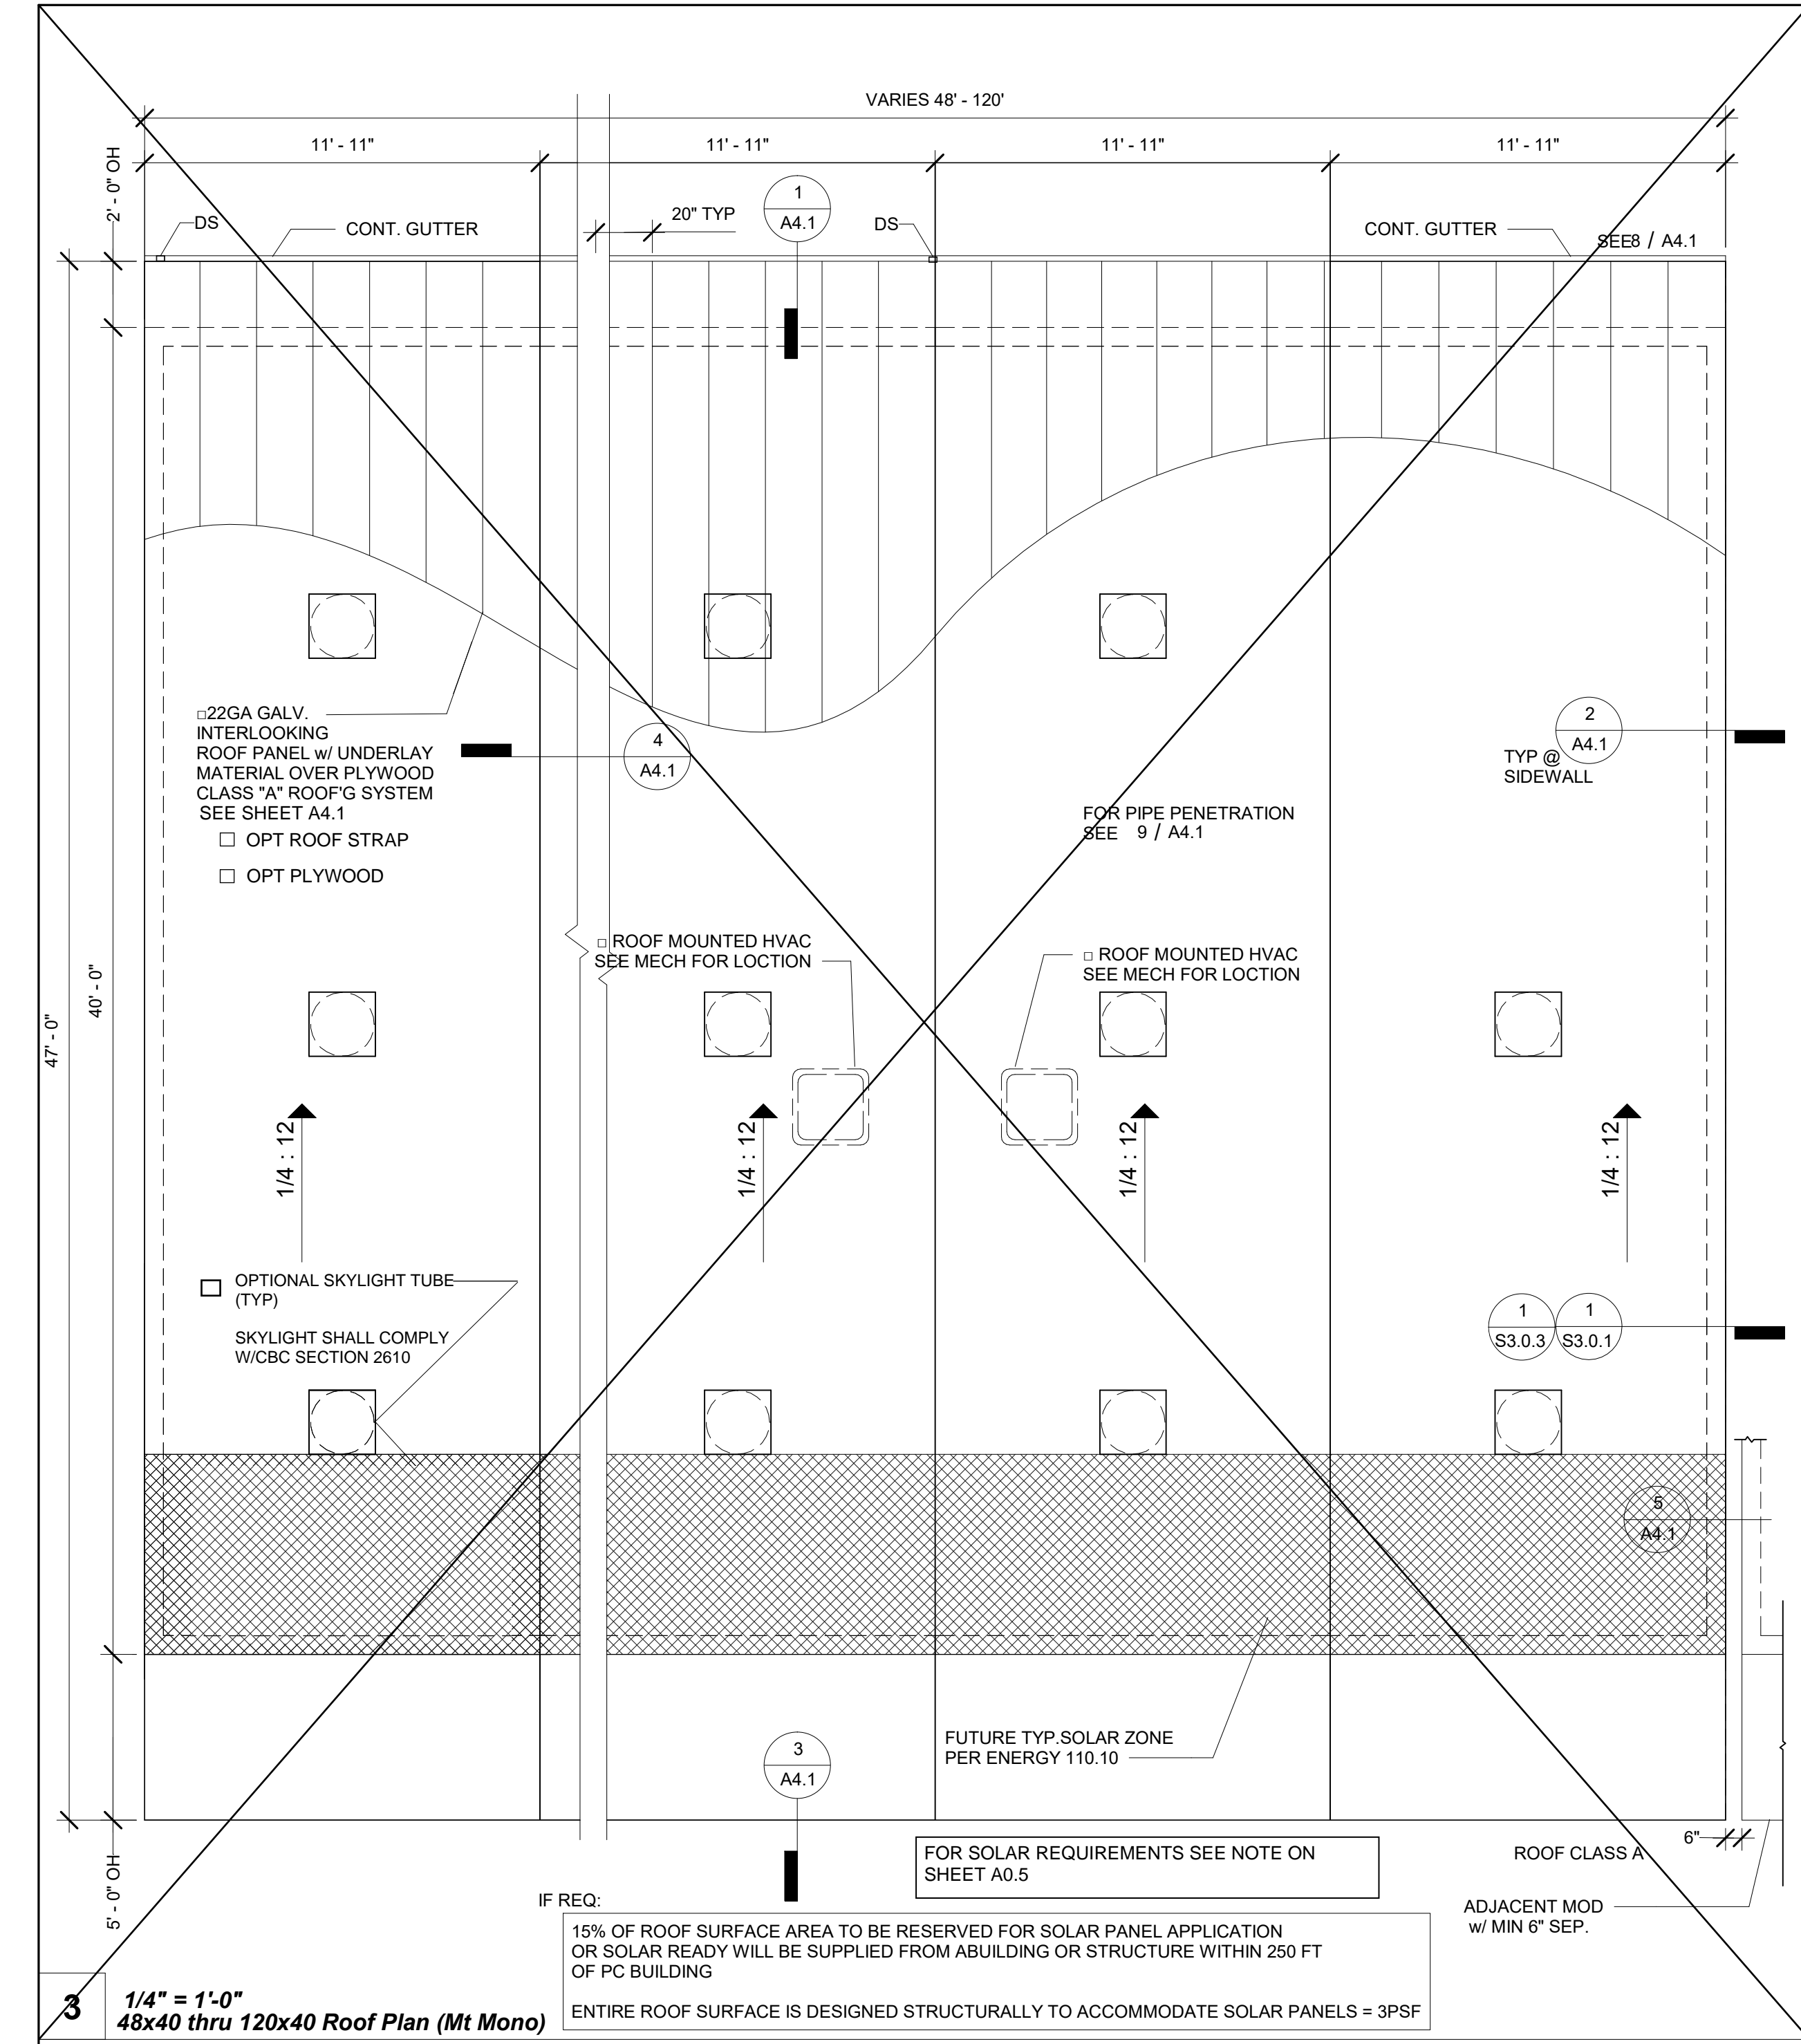 VARIES 48' - 120'
11' - 11"
11' - 11"
11' - 11"
11' - 11"
2' - 0" OH
DS
CONT. GUTTER
20" TYP
1
A4.1
DS
CONT. GUTTER
SEE8 / A4.1
□22GA GALV.
INTERLOOKING
ROOF PANEL w/ UNDERLAY
MATERIAL OVER PLYWOOD
CLASS "A" ROOF'G SYSTEM
SEE SHEET A4.1
□ OPT ROOF STRAP
□ OPT PLYWOOD
4
A4.1
2
A4.1
TYP @
SIDEWALL
FOR PIPE PENETRATION
SEE 9 / A4.1
□ ROOF MOUNTED HVAC
SEE MECH FOR LOCTION
□ ROOF MOUNTED HVAC
SEE MECH FOR LOCTION
47' - 0"
40' - 0"
1/4 : 12
1/4 : 12
1/4 : 12
1/4 : 12
□ OPTIONAL SKYLIGHT TUBE
(TYP)
SKYLIGHT SHALL COMPLY
W/CBC SECTION 2610
1
S3.0.3
1
S3.0.1
5
A4.1
FUTURE TYP.SOLAR ZONE
PER ENERGY 110.10
3
A4.1
5' - 0" OH
FOR SOLAR REQUIREMENTS SEE NOTE ON
SHEET A0.5
6"
ROOF CLASS A
ADJACENT MOD
w/ MIN 6" SEP.
IF REQ:
15% OF ROOF SURFACE AREA TO BE RESERVED FOR SOLAR PANEL APPLICATION
OR SOLAR READY WILL BE SUPPLIED FROM ABUILDING OR STRUCTURE WITHIN 250 FT
OF PC BUILDING
ENTIRE ROOF SURFACE IS DESIGNED STRUCTURALLY TO ACCOMMODATE SOLAR PANELS = 3PSF
3
1/4" = 1'-0"
48x40 thru 120x40 Roof Plan (Mt Mono)